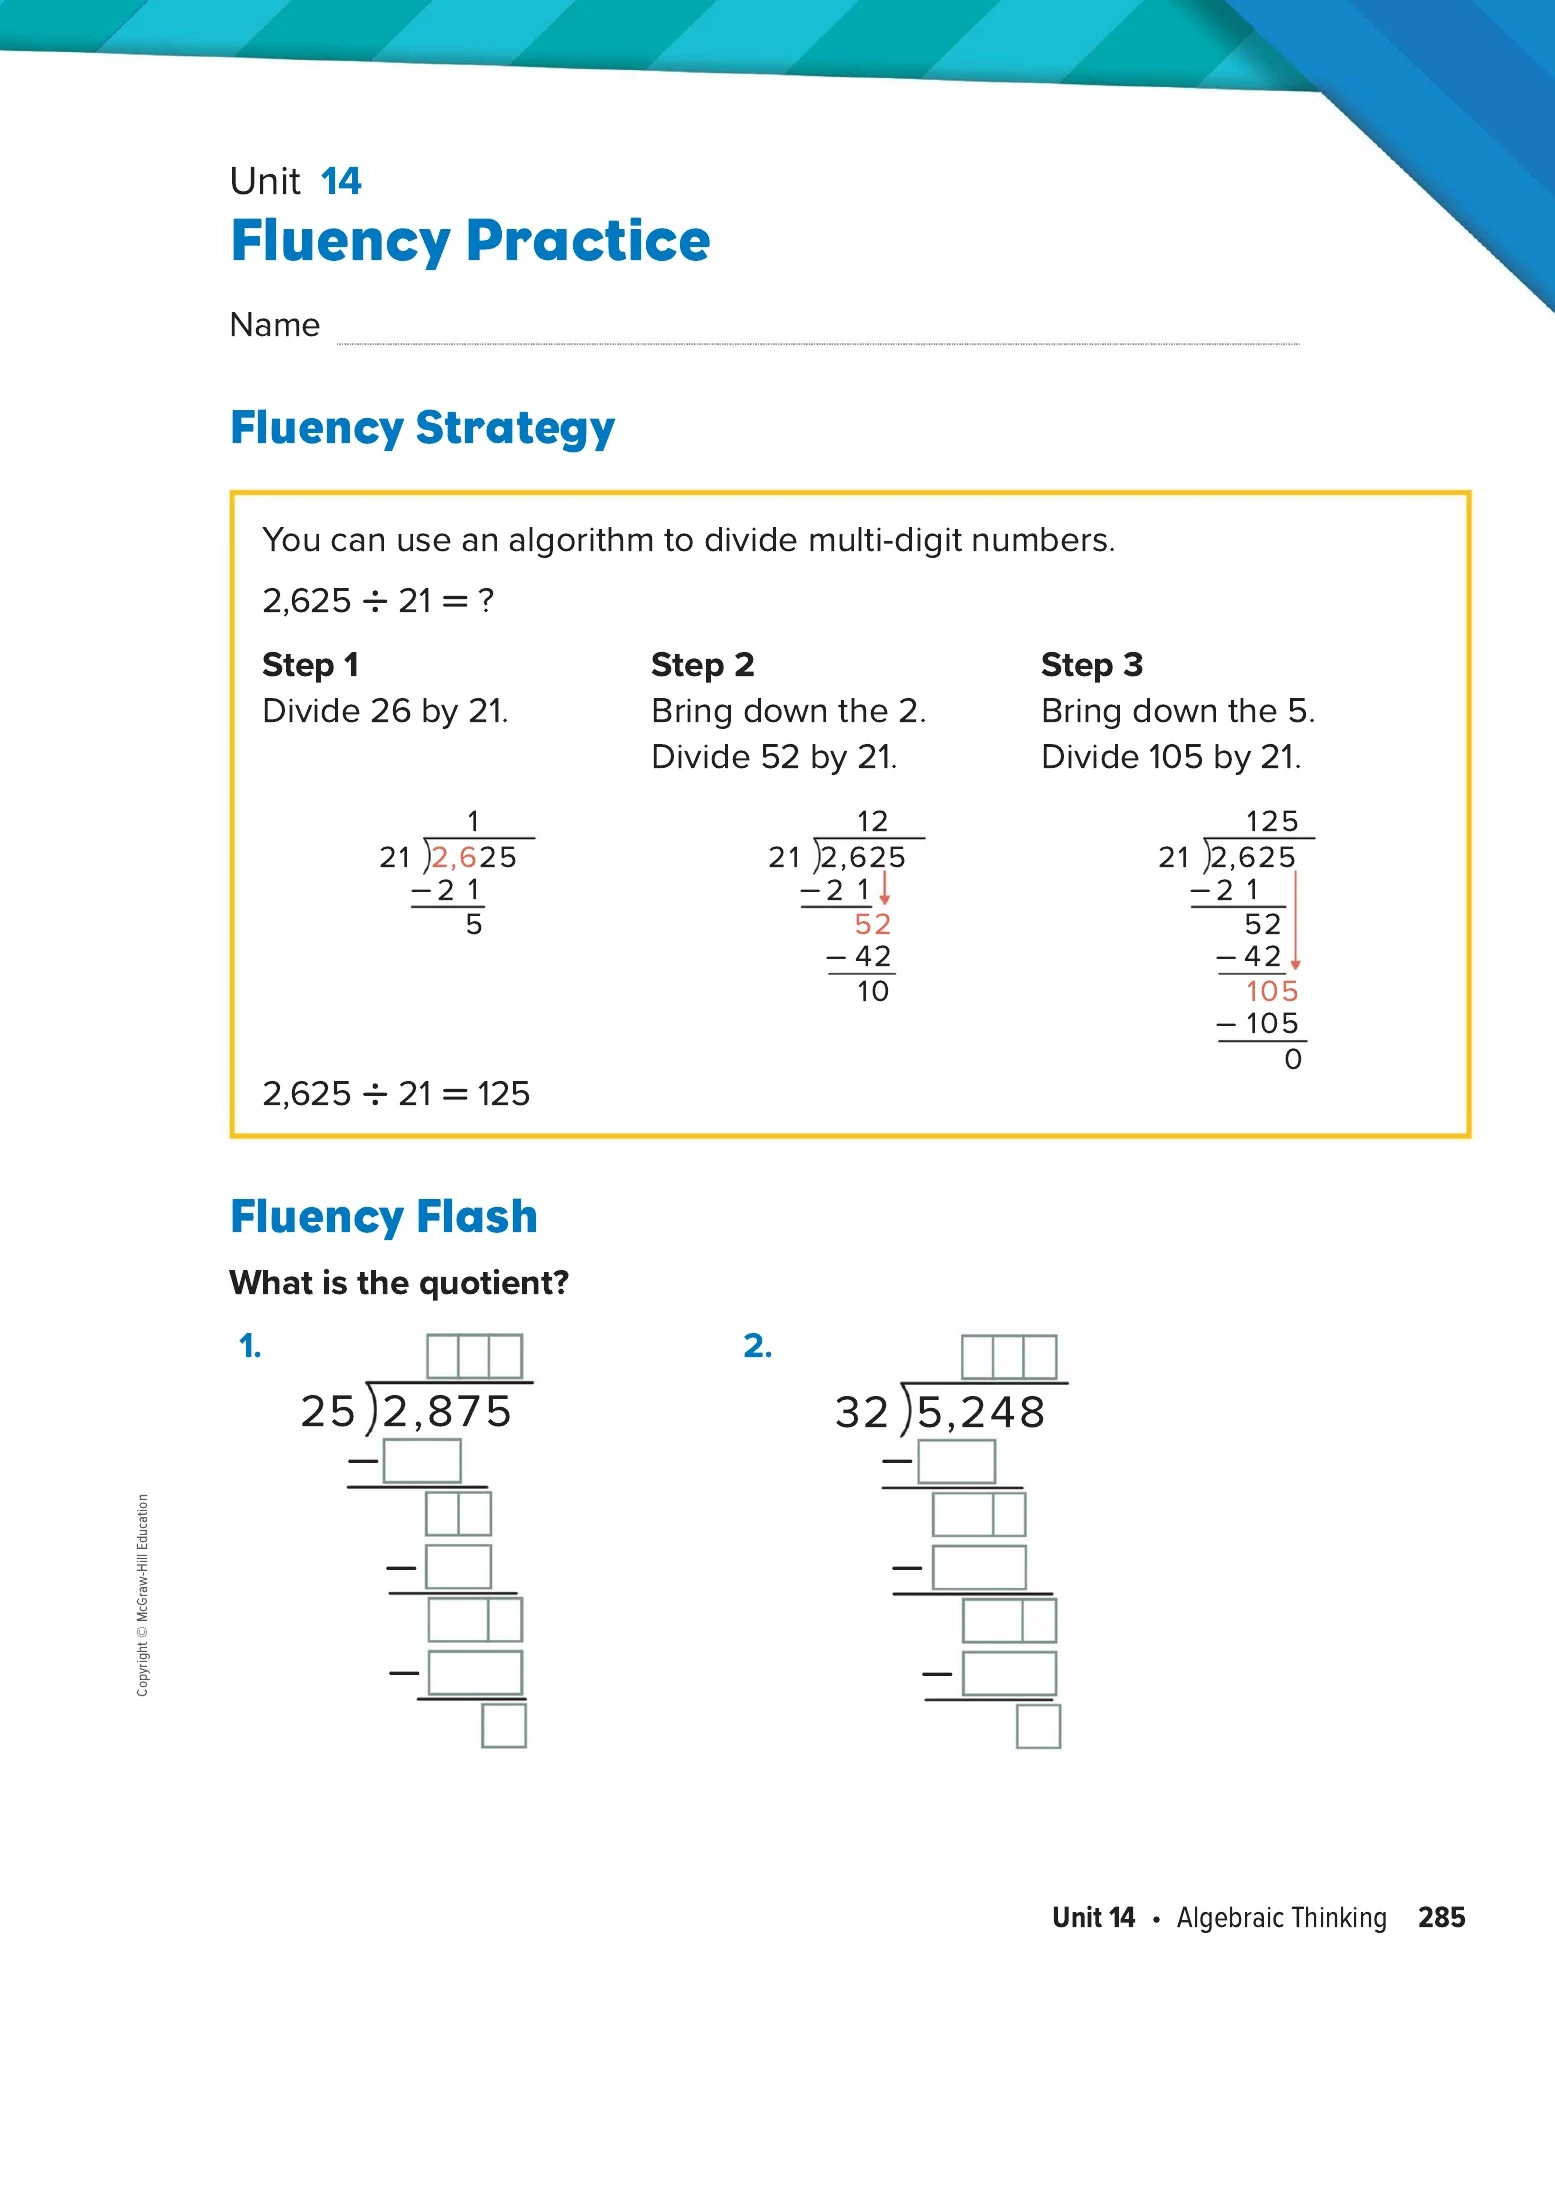 Unit 14
Fluency Practice
Name
Fluency Strategy
You can use an algorithm to divide multi-digit numbers.
2,625 ÷ 21 = ?
Step 1
Divide 26 by 21.
1
21 )2,625
−2 1
5
Step 2
Bring down the 2.
Divide 52 by 21.
12
21 )2,625
−2 1
52
− 42
10
Step 3
Bring down the 5.
Divide 105 by 21.
125
21 )2,625
−2 1
52
− 42
105
− 105
0
2,625 ÷ 21 = 125
Fluency Flash
What is the quotient?
1.
25 )2,875
−
−
−
2.
32 )5,248
−
−
−
Copyright © McGraw-Hill Education
Unit 14 • Algebraic Thinking 285